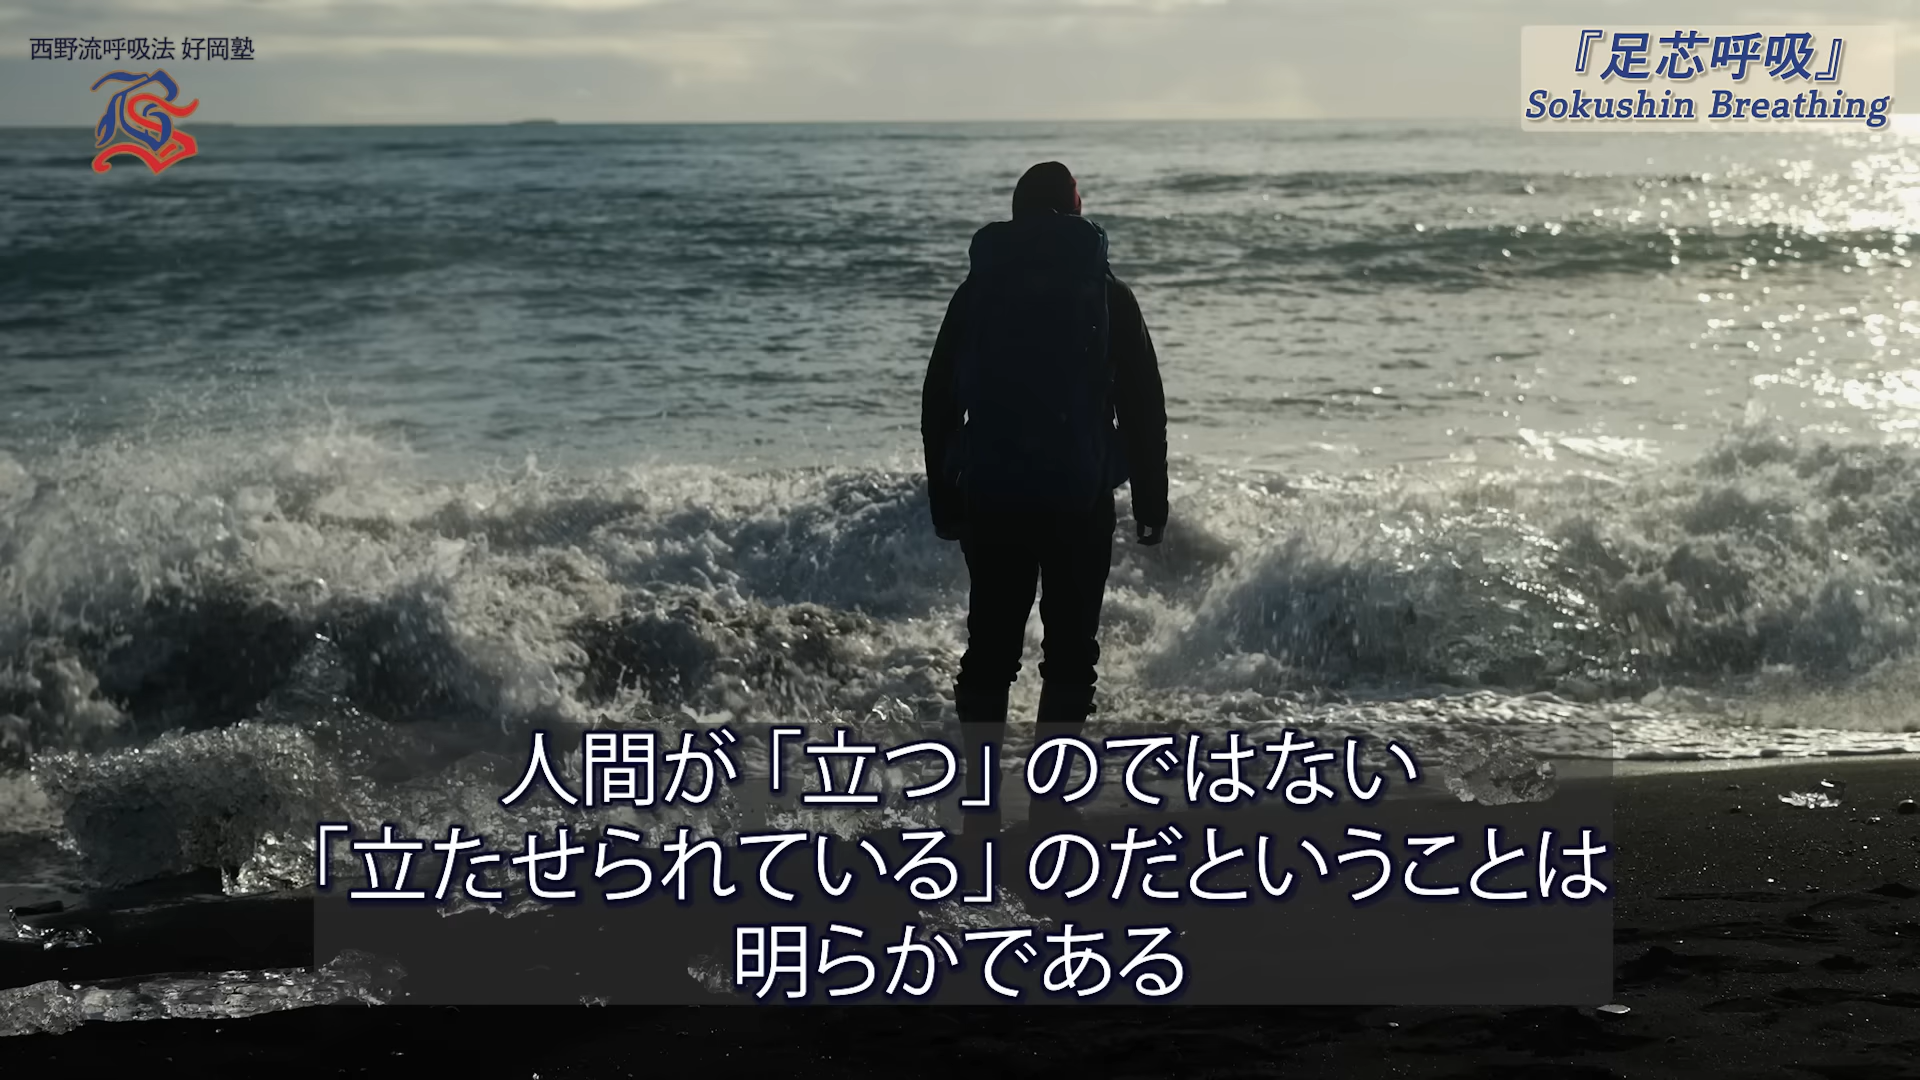 西野流呼吸法 好岡塾
『足芯呼吸』
Sokushin Breathing
人間が「立つ」のではない
「立たせられている」のだということは
明らかである